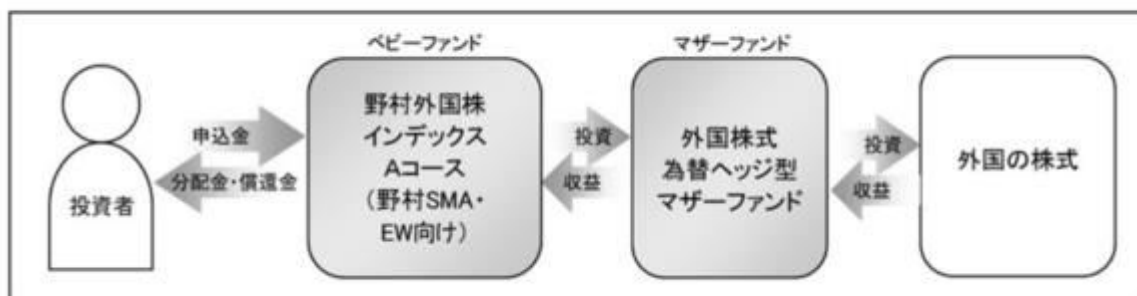 ベビーファンド
マザーファンド
投資者
申込金
分配金・償還金
野村外国株
インデックス
Aコース
(野村SMA・
EW向け)
投資
収益
外国株式
為替ヘッジ型
マザーファンド
投資
収益
外国の株式